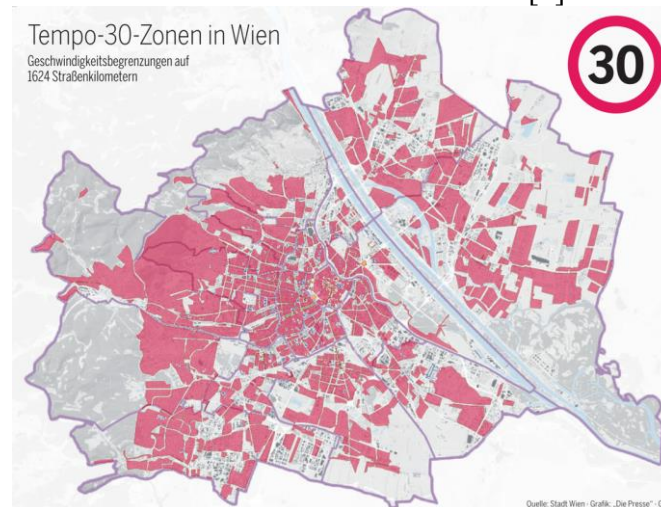 Tempo-30-Zonen in Wien
Geschwindigkeitsbegrenzungen auf
1624 Straßenkilometern
30
Quelle: Stadt Wien · Grafik: „Die Presse“ ·